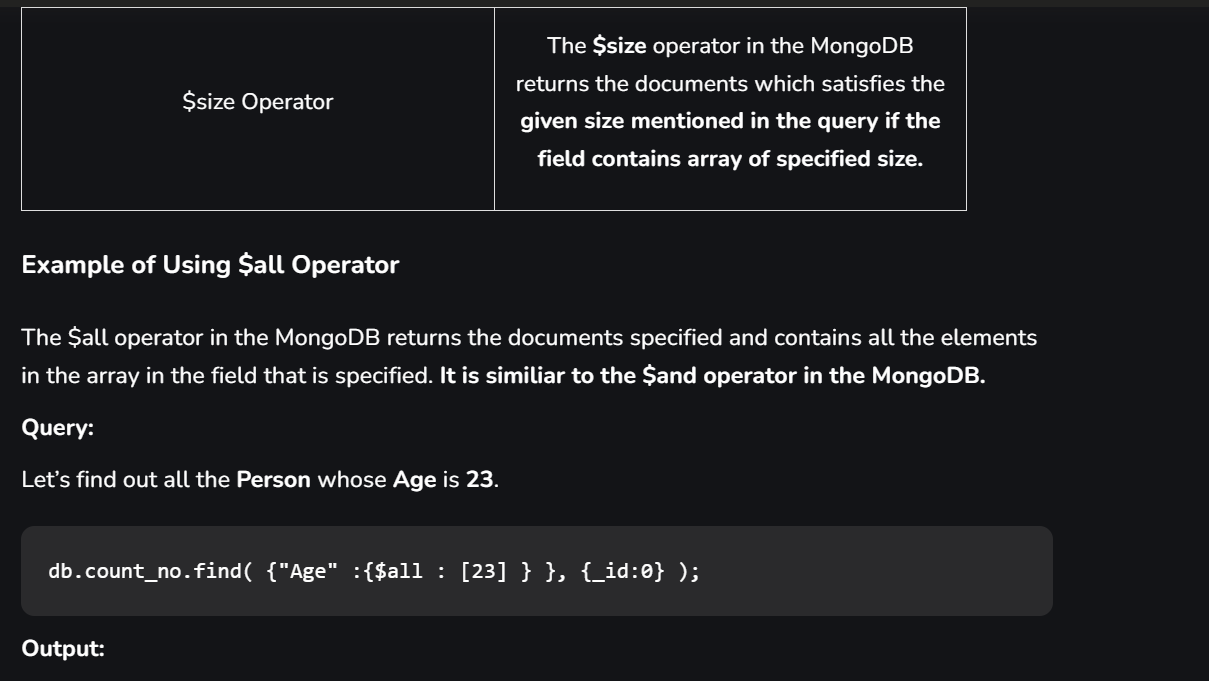 $size Operator
The $size operator in the MongoDB
returns the documents which satisfies the
given size mentioned in the query if the
field contains array of specified size.
Example of Using $all Operator
The $all operator in the MongoDB returns the documents specified and contains all the elements
in the array in the field that is specified. It is similiar to the $and operator in the MongoDB.
Query:
Let’s find out all the Person whose Age is 23.
db.count_no.find( {"Age" :{$all : [23] } }, {_id:0} );
Output: